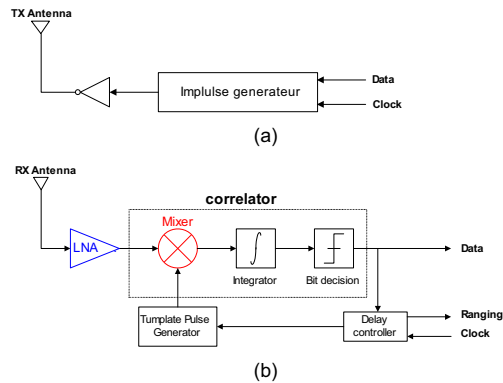 TX Antenna
Implulse generateur
Data
Clock
(a)
RX Antenna
correlator
Mixer
LNA
Integrator
Bit decision
Data
Tumplate Pulse
Generator
Delay
controller
Ranging
Clock
(b)